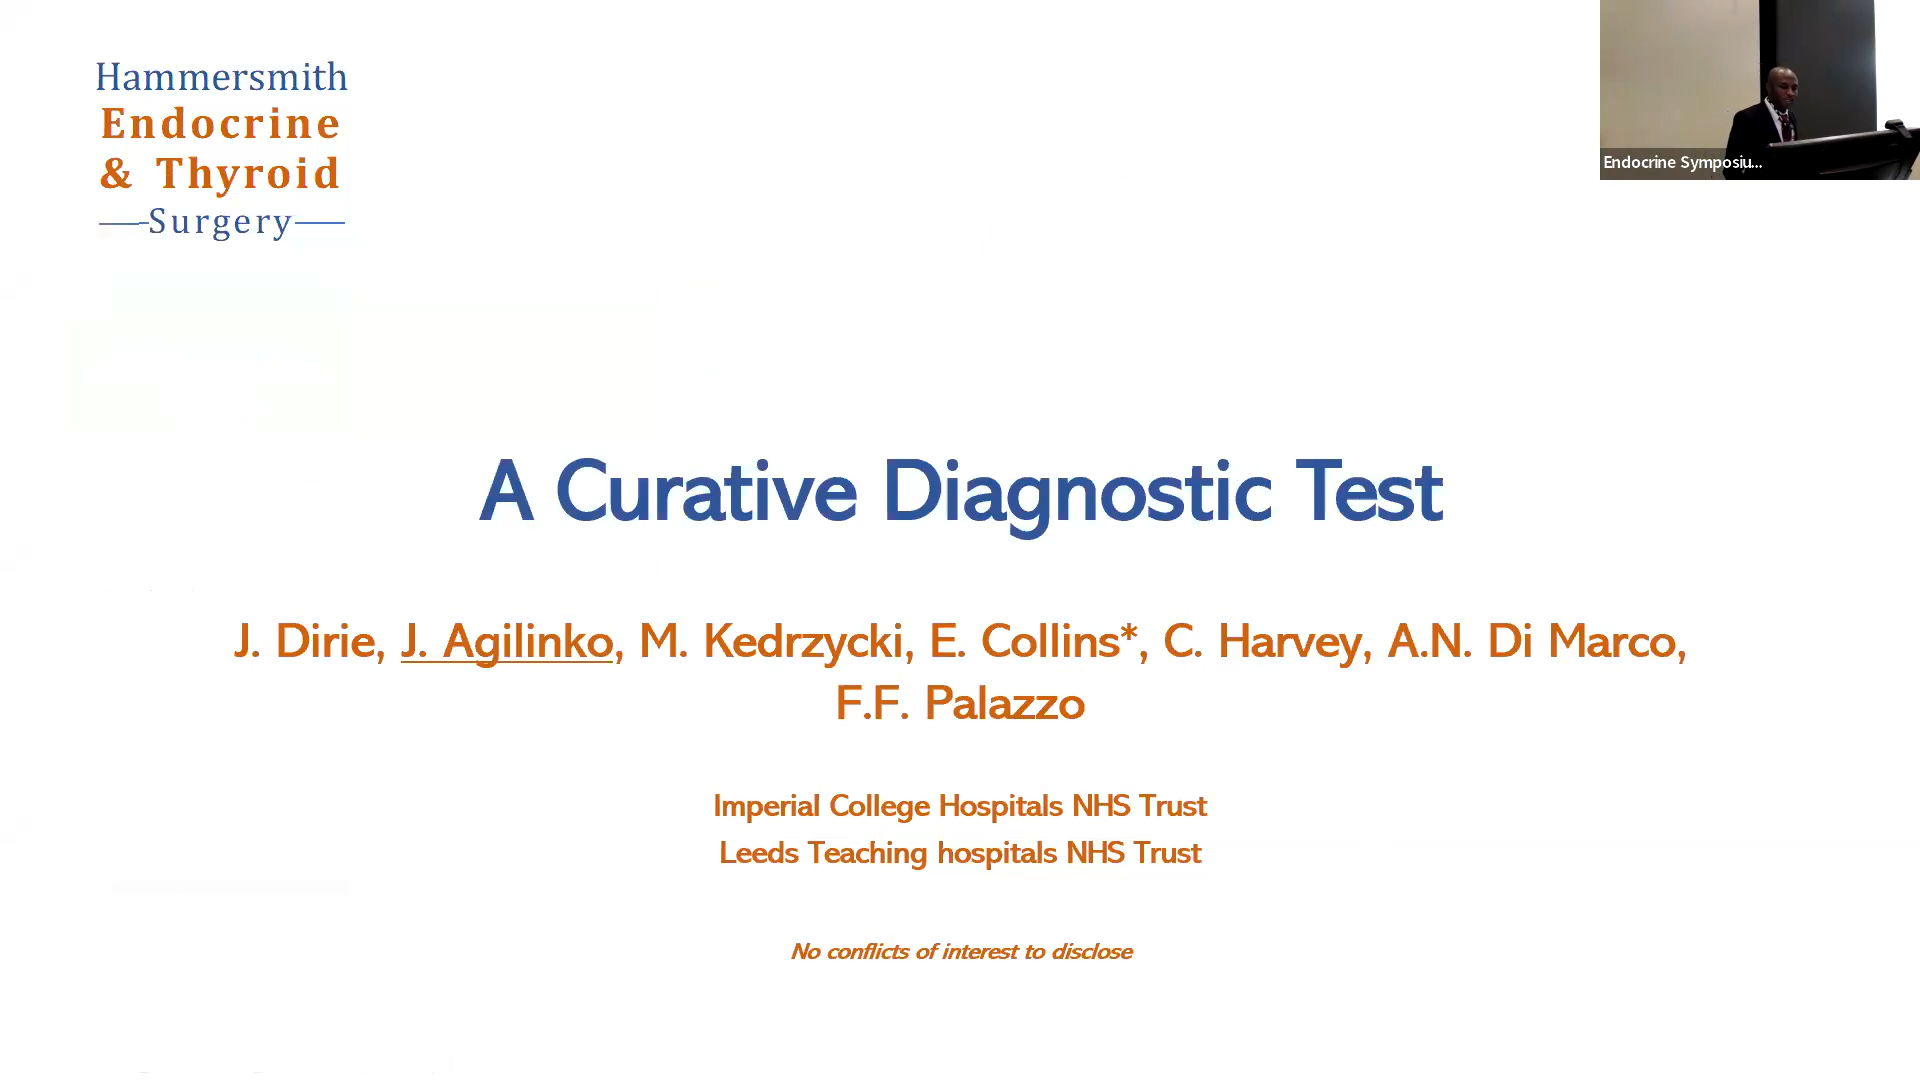 Hammersmith
Endocrine
& Thyroid
Surgery
Endocrine Symposiu...
A Curative Diagnostic Test
J. Dirie, J. Agilinko, M. Kedrzycki, E. Collins*, C. Harvey, A.N. Di Marco,
F.F. Palazzo
Imperial College Hospitals NHS Trust
Leeds Teaching hospitals NHS Trust
No conflicts of interest to disclose